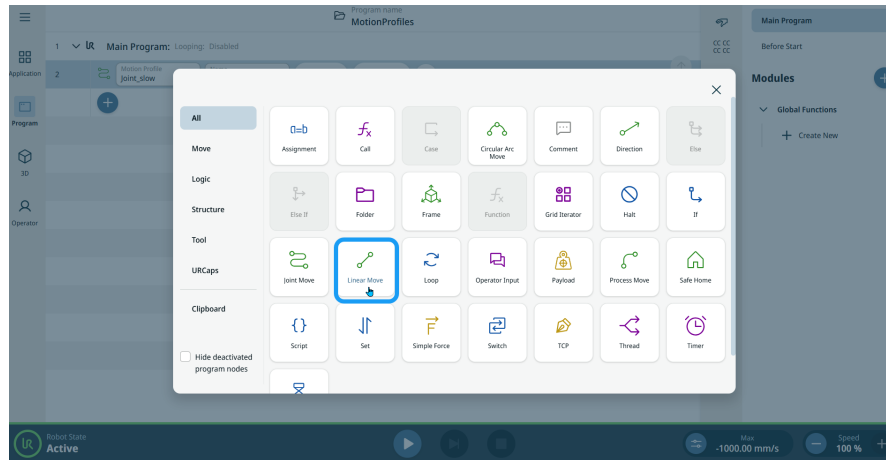 Program name
MotionProfiles
1 Main Program: Looping: Disabled
Application
2 Motion Profile
Joint_slow
Program
3D
Operator
All
Move
Logic
Structure
Tool
URCaps
Clipboard
Hide deactivated
program nodes
Assignment
Call
Case
Circular Arc
Move
Comment
Direction
Else
Else If
Folder
Frame
Function
Grid Iterator
Halt
If
Joint Move
Linear Move
Loop
Operator Input
Payload
Process Move
Safe Home
Script
Set
Simple Force
Switch
TCP
Thread
Timer
Main Program
Before Start
Modules
Global Functions
Create New
Robot State
Active
Max
-1000.00 mm/s
Speed
100 %